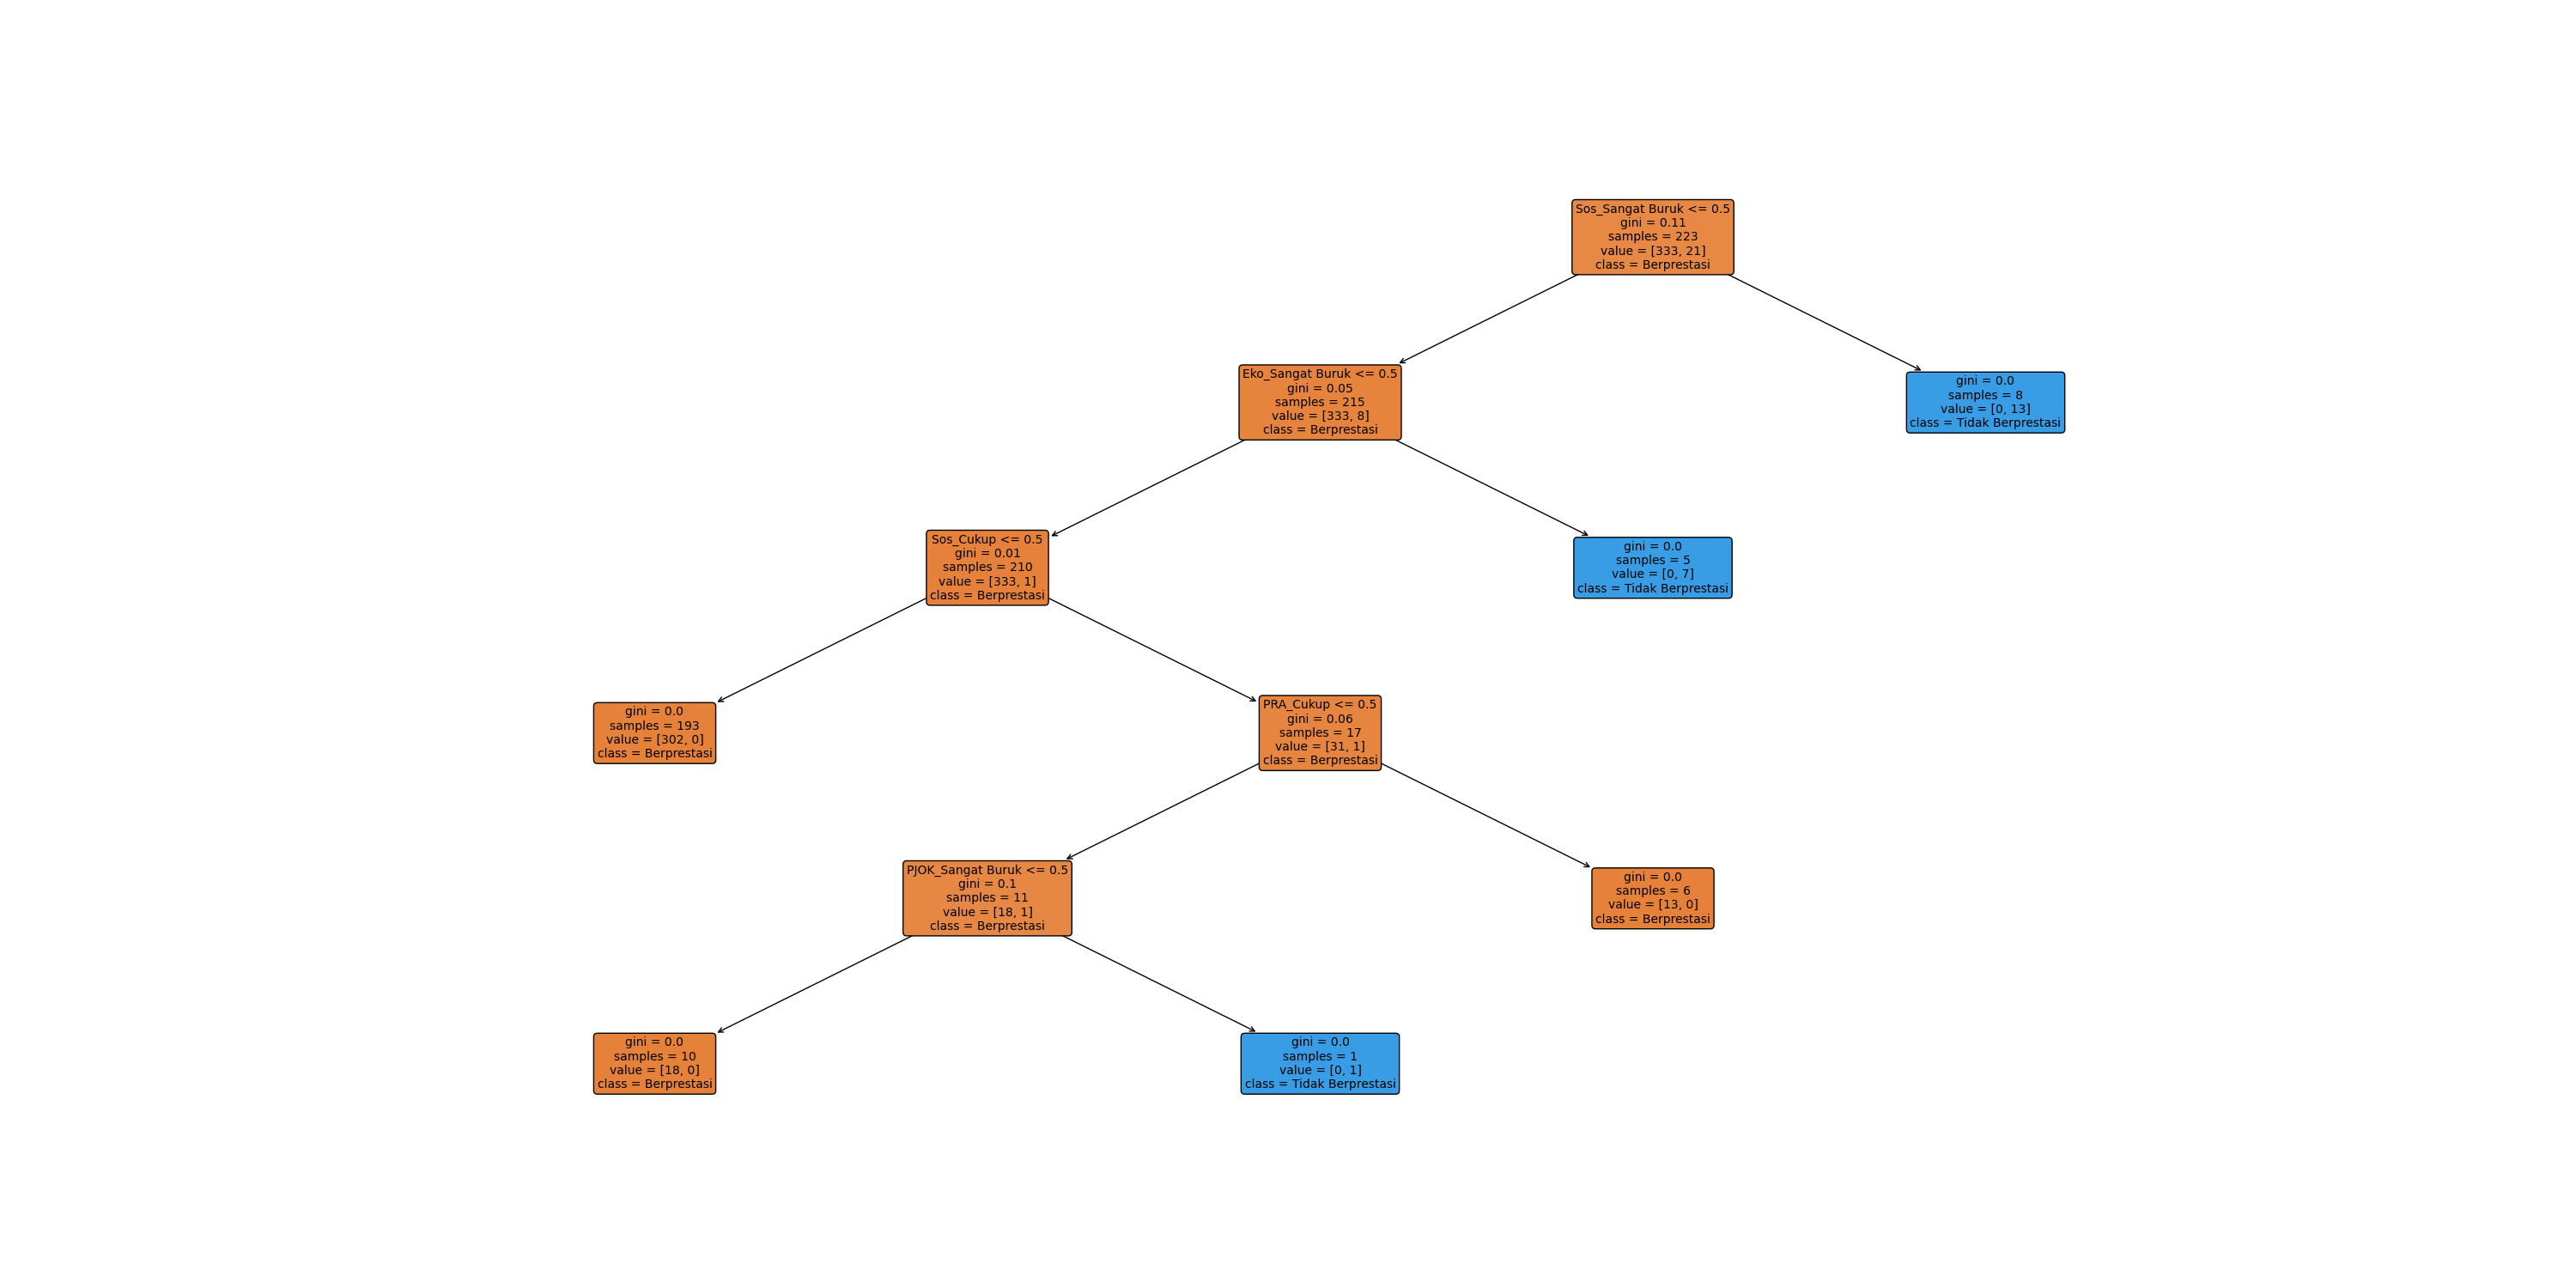 Sos_Sangat Buruk <= 0.5
gini = 0.11
samples = 223
value = [333, 21]
class = Berprestasi
Eko_Sangat Buruk <= 0.5
gini = 0.05
samples = 215
value = [333, 8]
class = Berprestasi
gini = 0.0
samples = 8
value = [0, 13]
class = Tidak Berprestasi
Sos_Cukup <= 0.5
gini = 0.01
samples = 210
value = [333, 1]
class = Berprestasi
gini = 0.0
samples = 5
value = [0, 7]
class = Tidak Berprestasi
gini = 0.0
samples = 193
value = [302, 0]
class = Berprestasi
PRA_Cukup <= 0.5
gini = 0.06
samples = 17
value = [31, 1]
class = Berprestasi
PJOK_Sangat Buruk <= 0.5
gini = 0.1
samples = 11
value = [18, 1]
class = Berprestasi
gini = 0.0
samples = 6
value = [13, 0]
class = Berprestasi
gini = 0.0
samples = 10
value = [18, 0]
class = Berprestasi
gini = 0.0
samples = 1
value = [0, 1]
class = Tidak Berprestasi